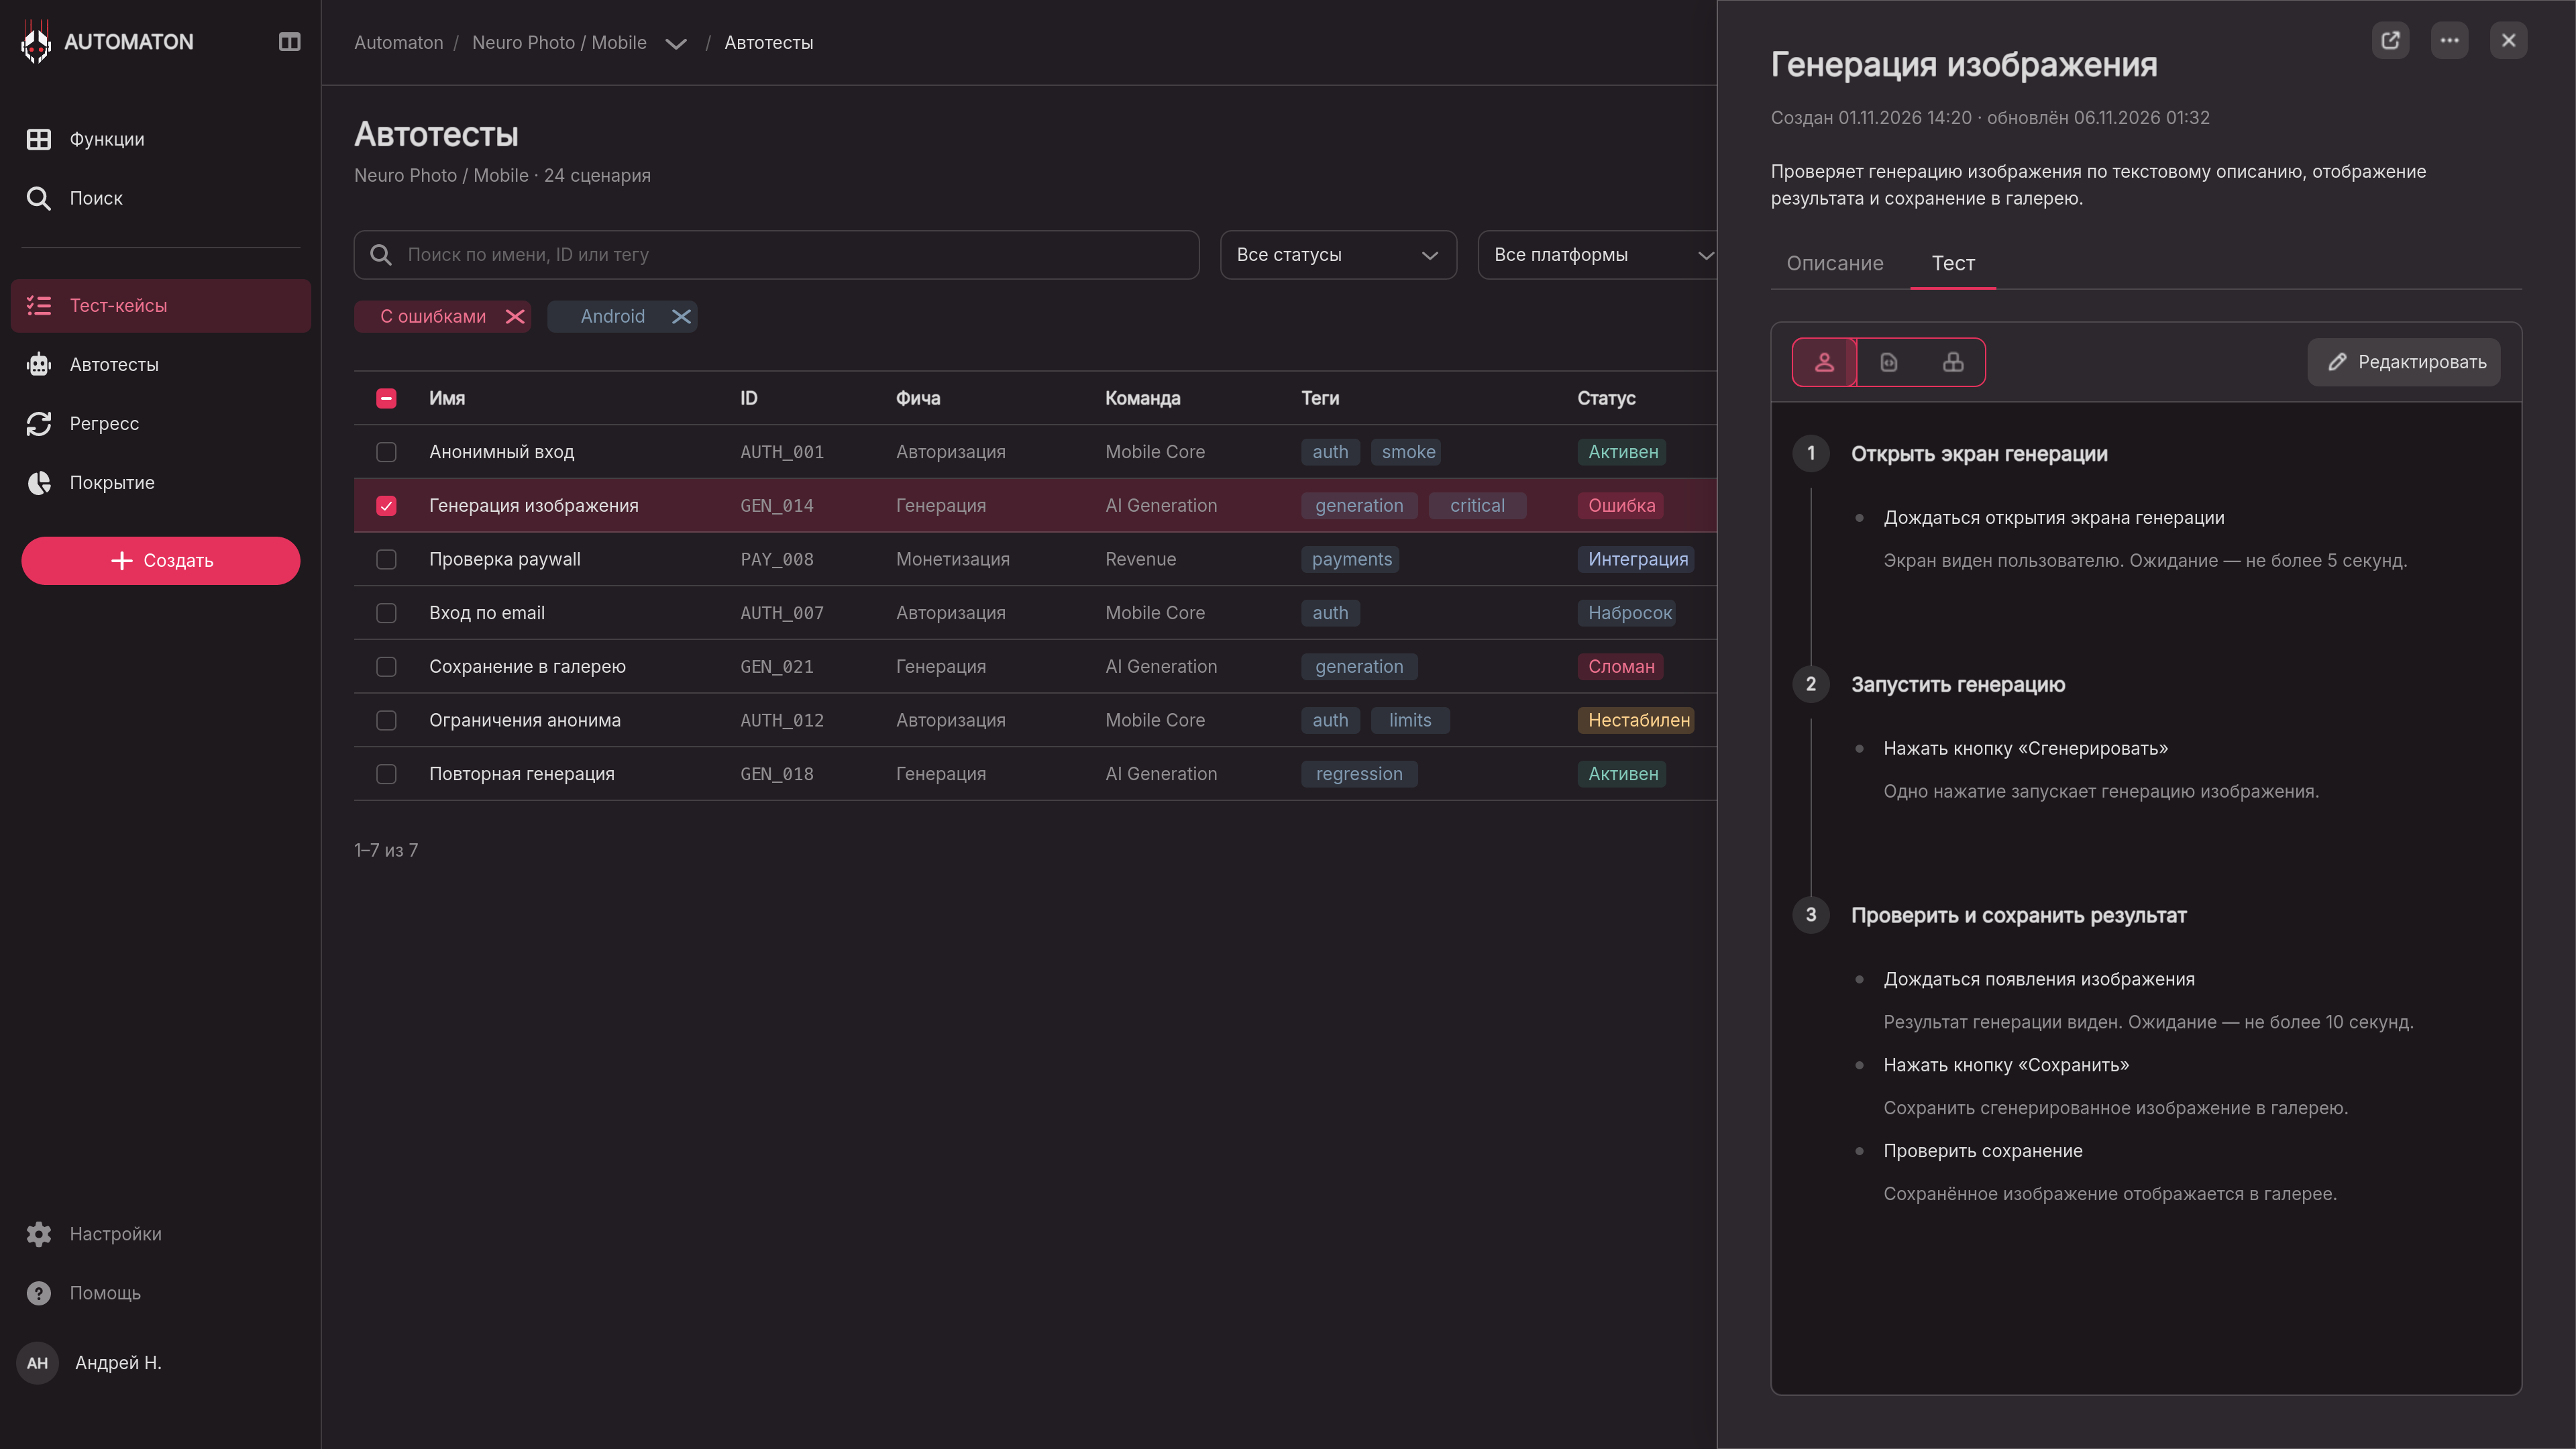 AUTOMATON
Функции
Поиск
Тест-кейсы
Автотесты
Регресс
Покрытие
Создать
Настройки
Помощь
АН Андрей Н.
Automaton / Neuro Photo / Mobile / Автотесты
Автотесты
Neuro Photo / Mobile · 24 сценария
Поиск по имени, ID или тегу
Все статусы
Все платформы
С ошибками
Android
Имя ID Фича Команда Теги Статус
Анонимный вход AUTH_001 Авторизация Mobile Core auth smoke Активен
Генерация изображения GEN_014 Генерация AI Generation generation critical Ошибка
Проверка paywall PAY_008 Монетизация Revenue payments Интеграция
Вход по email AUTH_007 Авторизация Mobile Core auth Набросок
Сохранение в галерею GEN_021 Генерация AI Generation generation Сломан
Ограничения анонима AUTH_012 Авторизация Mobile Core auth limits Нестабилен
Повторная генерация GEN_018 Генерация AI Generation regression Активен
1–7 из 7
Генерация изображения
Создан 01.11.2026 14:20 · обновлён 06.11.2026 01:32
Проверяет генерацию изображения по текстовому описанию, отображение
результата и сохранение в галерею.
Описание
Тест
Редактировать
1 Открыть экран генерации
Дождаться открытия экрана генерации
Экран виден пользователю. Ожидание — не более 5 секунд.
2 Запустить генерацию
Нажать кнопку «Сгенерировать»
Одно нажатие запускает генерацию изображения.
3 Проверить и сохранить результат
Дождаться появления изображения
Результат генерации виден. Ожидание — не более 10 секунд.
Нажать кнопку «Сохранить»
Сохранить сгенерированное изображение в галерею.
Проверить сохранение
Сохранённое изображение отображается в галерее.